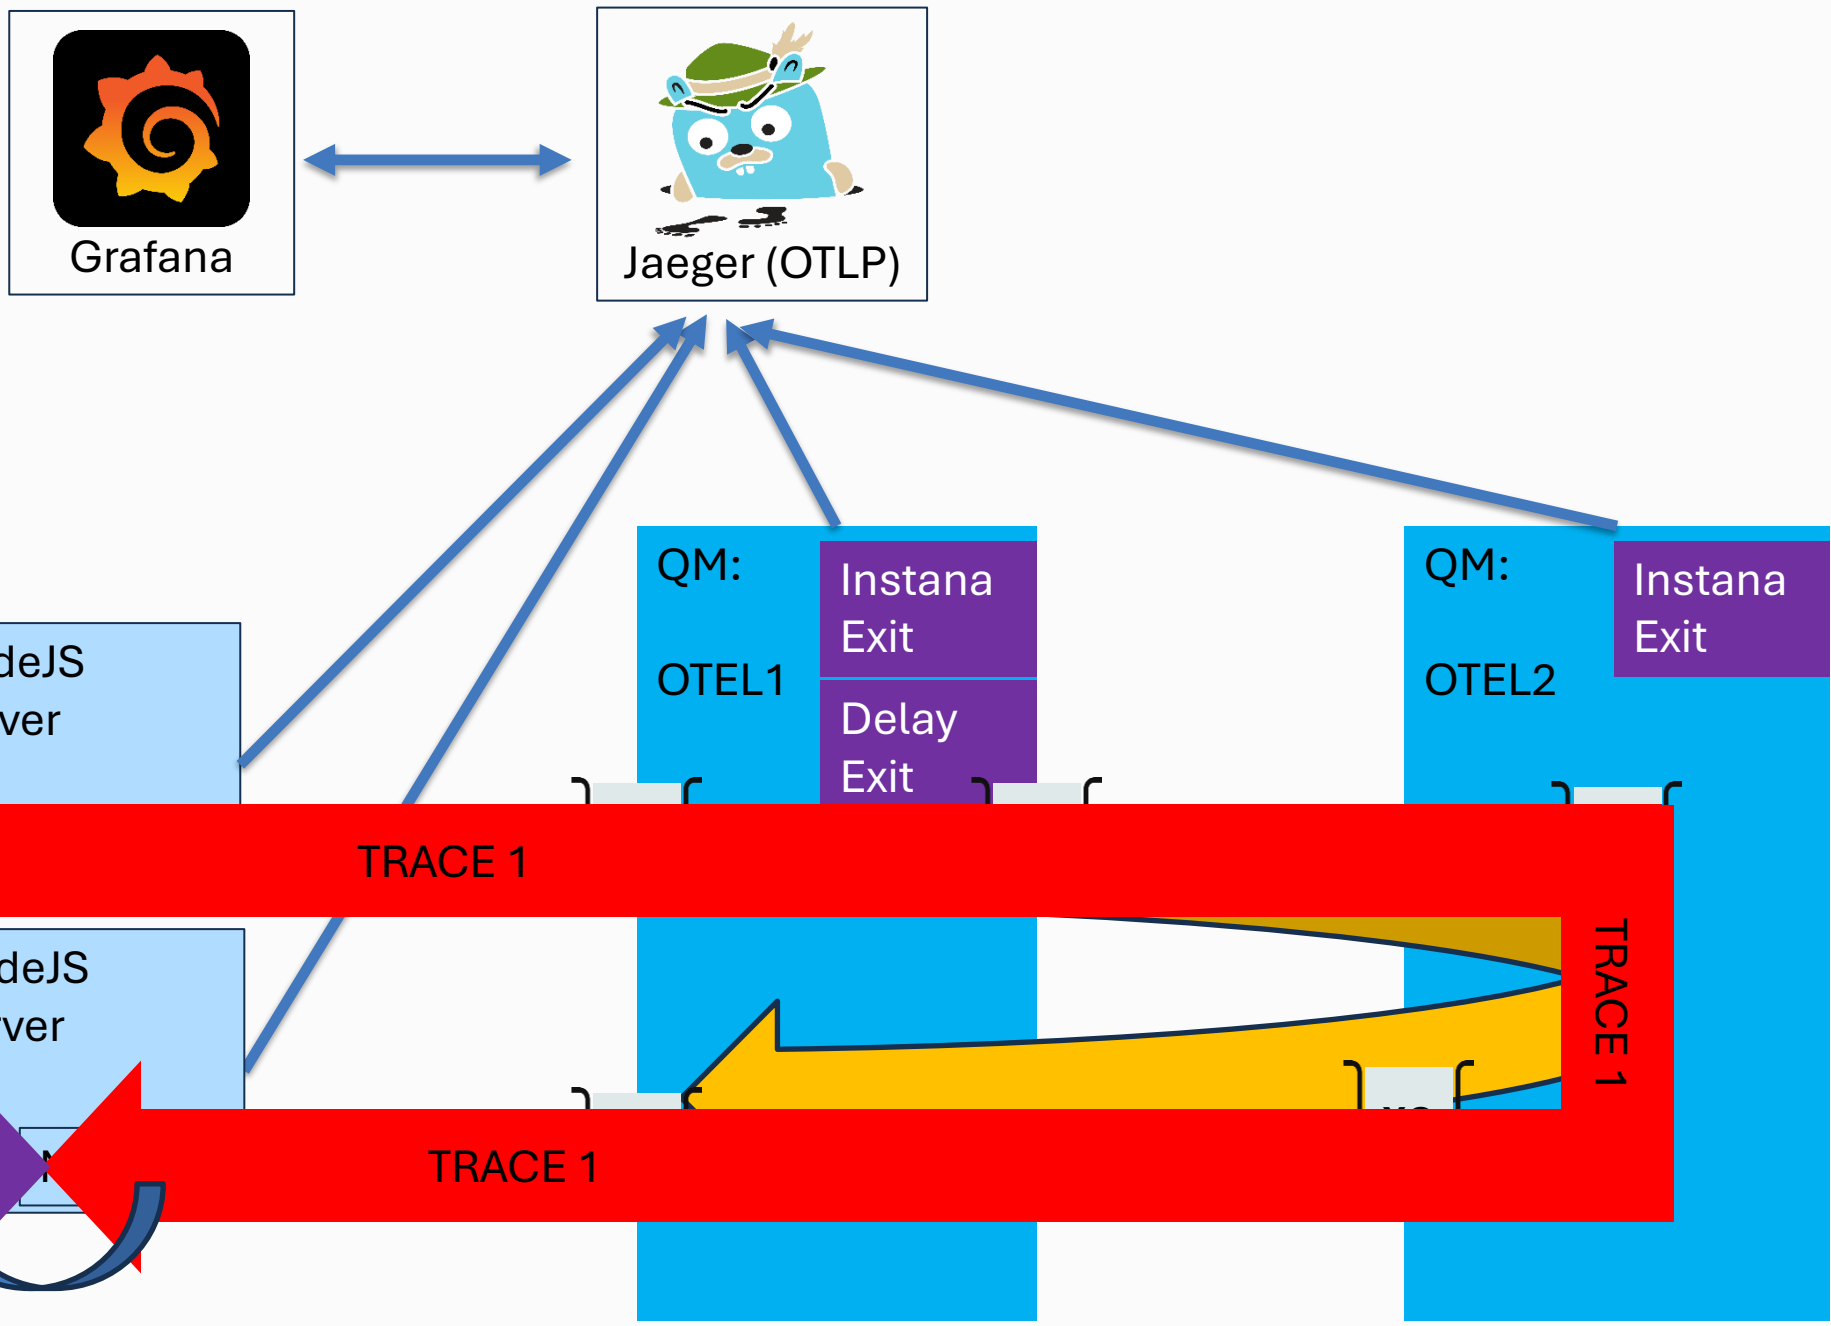 Grafana
Jaeger (OTLP)
QM:
OTEL1
Instana
Exit
Delay
Exit
QM:
OTEL2
Instana
Exit
deJS
ver
TRACE 1
TRACE 1
deJS
ver
TRACE 1